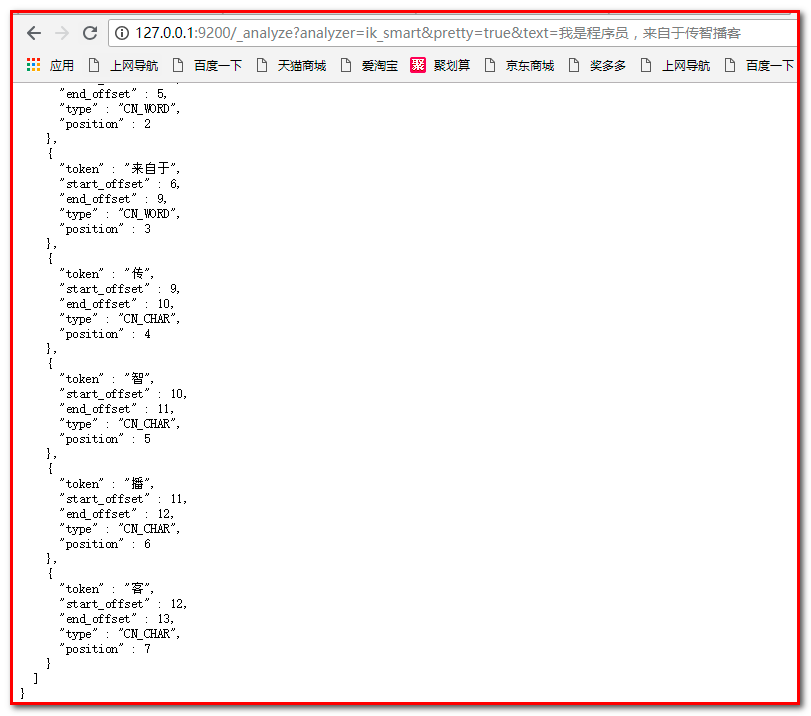 127.0.0.1:9200/_analyze?analyzer=ik_smart&pretty=true&text=我是程序员，来自于传智播客
应用 上网导航 百度一下 天猫商城 爱淘宝 聚 聚划算 京东商城 奖多多 上网导航 百度一下
"end_offset" : 5,
"type" : "CN_WORD",
"position" : 2
},
{
"token" : "来自于",
"start_offset" : 6,
"end_offset" : 9,
"type" : "CN_WORD",
"position" : 3
},
{
"token" : "传",
"start_offset" : 9,
"end_offset" : 10,
"type" : "CN_CHAR",
"position" : 4
},
{
"token" : "智",
"start_offset" : 10,
"end_offset" : 11,
"type" : "CN_CHAR",
"position" : 5
},
{
"token" : "播",
"start_offset" : 11,
"end_offset" : 12,
"type" : "CN_CHAR",
"position" : 6
},
{
"token" : "客",
"start_offset" : 12,
"end_offset" : 13,
"type" : "CN_CHAR",
"position" : 7
}
]
}